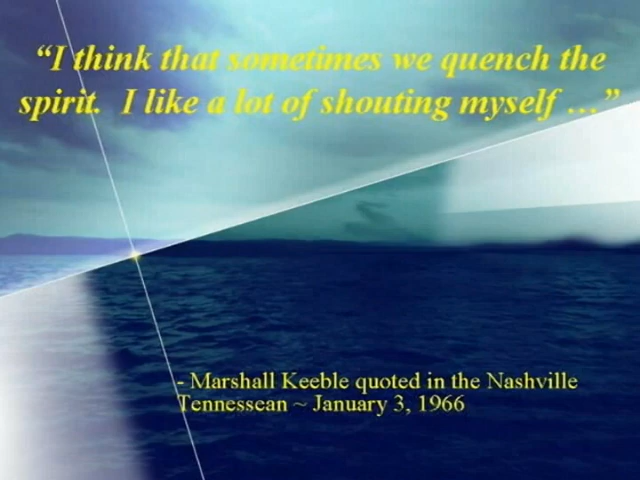 “I think that sometimes we quench the
spirit.  I like a lot of shouting myself …”
- Marshall Keeble quoted in the Nashville
Tennessean ~ January 3, 1966